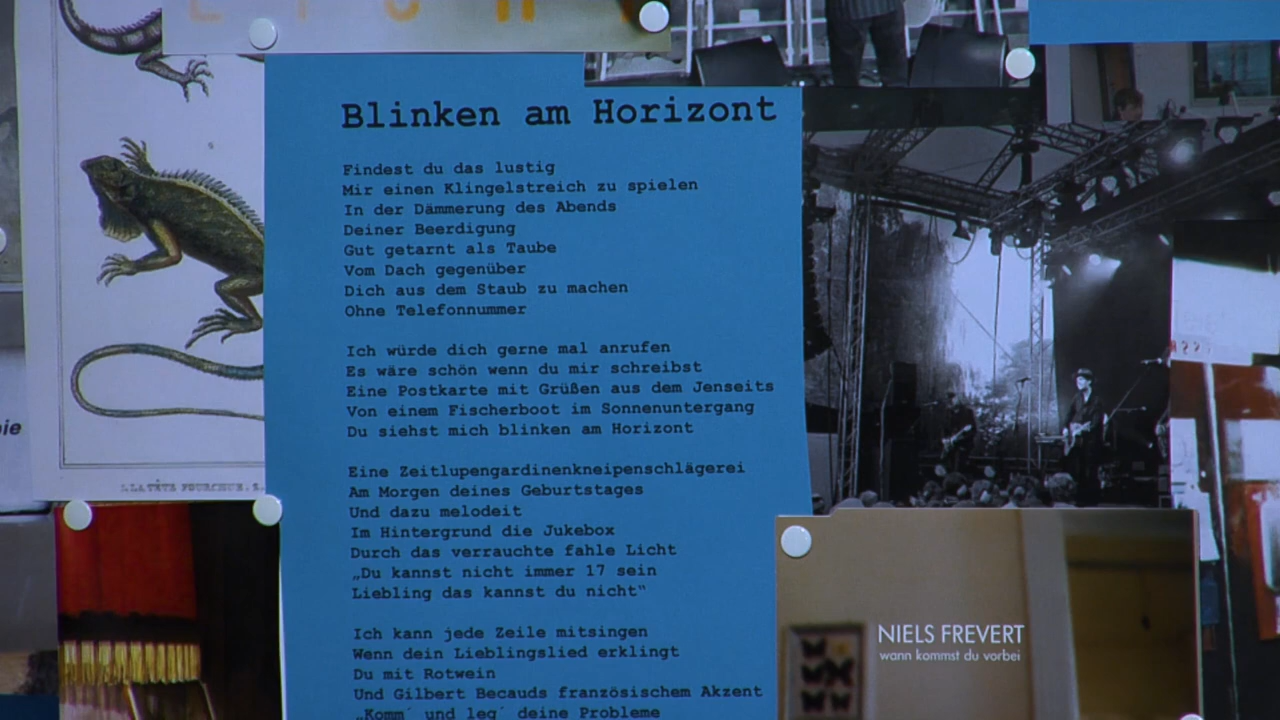 Blinken am Horizont
Findest du das lustig
Mir einen Klingelstreich zu spielen
In der Dämmerung des Abends
Deiner Beerdigung
Gut getarnt als Taube
Vom Dach gegenüber
Dich aus dem Staub zu machen
Ohne Telefonnummer
Ich würde dich gerne mal anrufen
Es wäre schön wenn du mir schreibst
Eine Postkarte mit Grüßen aus dem Jenseits
Von einem Fischerboot im Sonnenuntergang
Du siehst mich blinken am Horizont
Eine Zeitlupengardinenkneipenschlägerei
Am Morgen deines Geburtstages
Und dazu melodeit
Im Hintergrund die Jukebox
Durch das verrauchte fahle Licht
„Du kannst nicht immer 17 sein
Liebling das kannst du nicht"
Ich kann jede Zeile mitsingen
Wenn dein Lieblingslied erklingt
Du mit Rotwein
Und Gilbert Becauds französischem Akzent
„Komm´ und leg´ deine Probleme
NIELS FREVERT
wann kommst du vorbei